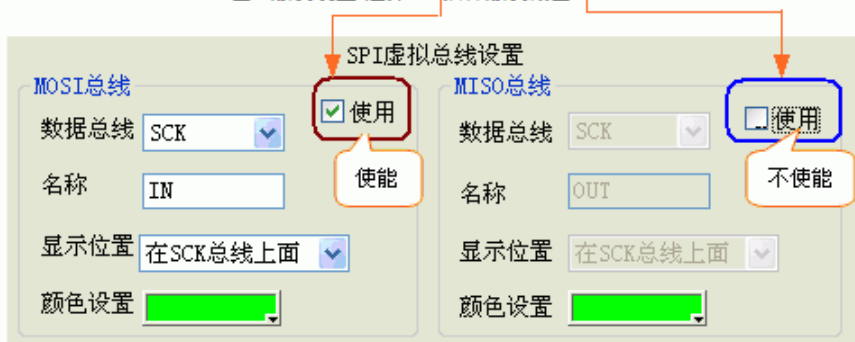 SPI虚拟总线设置
MOSI总线
使用
数据总线 SCK
使能
名称 IN
显示位置 在SCK总线上面
颜色设置
MISO总线
使用
数据总线 SCK
不使能
名称 OUT
显示位置 在SCK总线上面
颜色设置